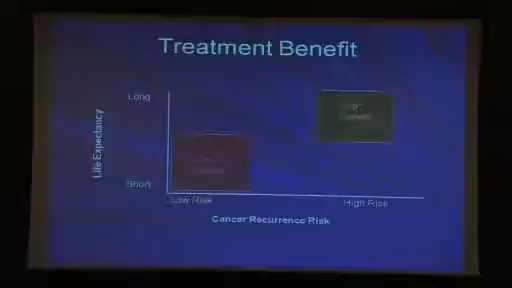 Treatment Benefit
Long
Life Expectancy
Short
Low Risk
High Risk
Cancer Recurrence Risk